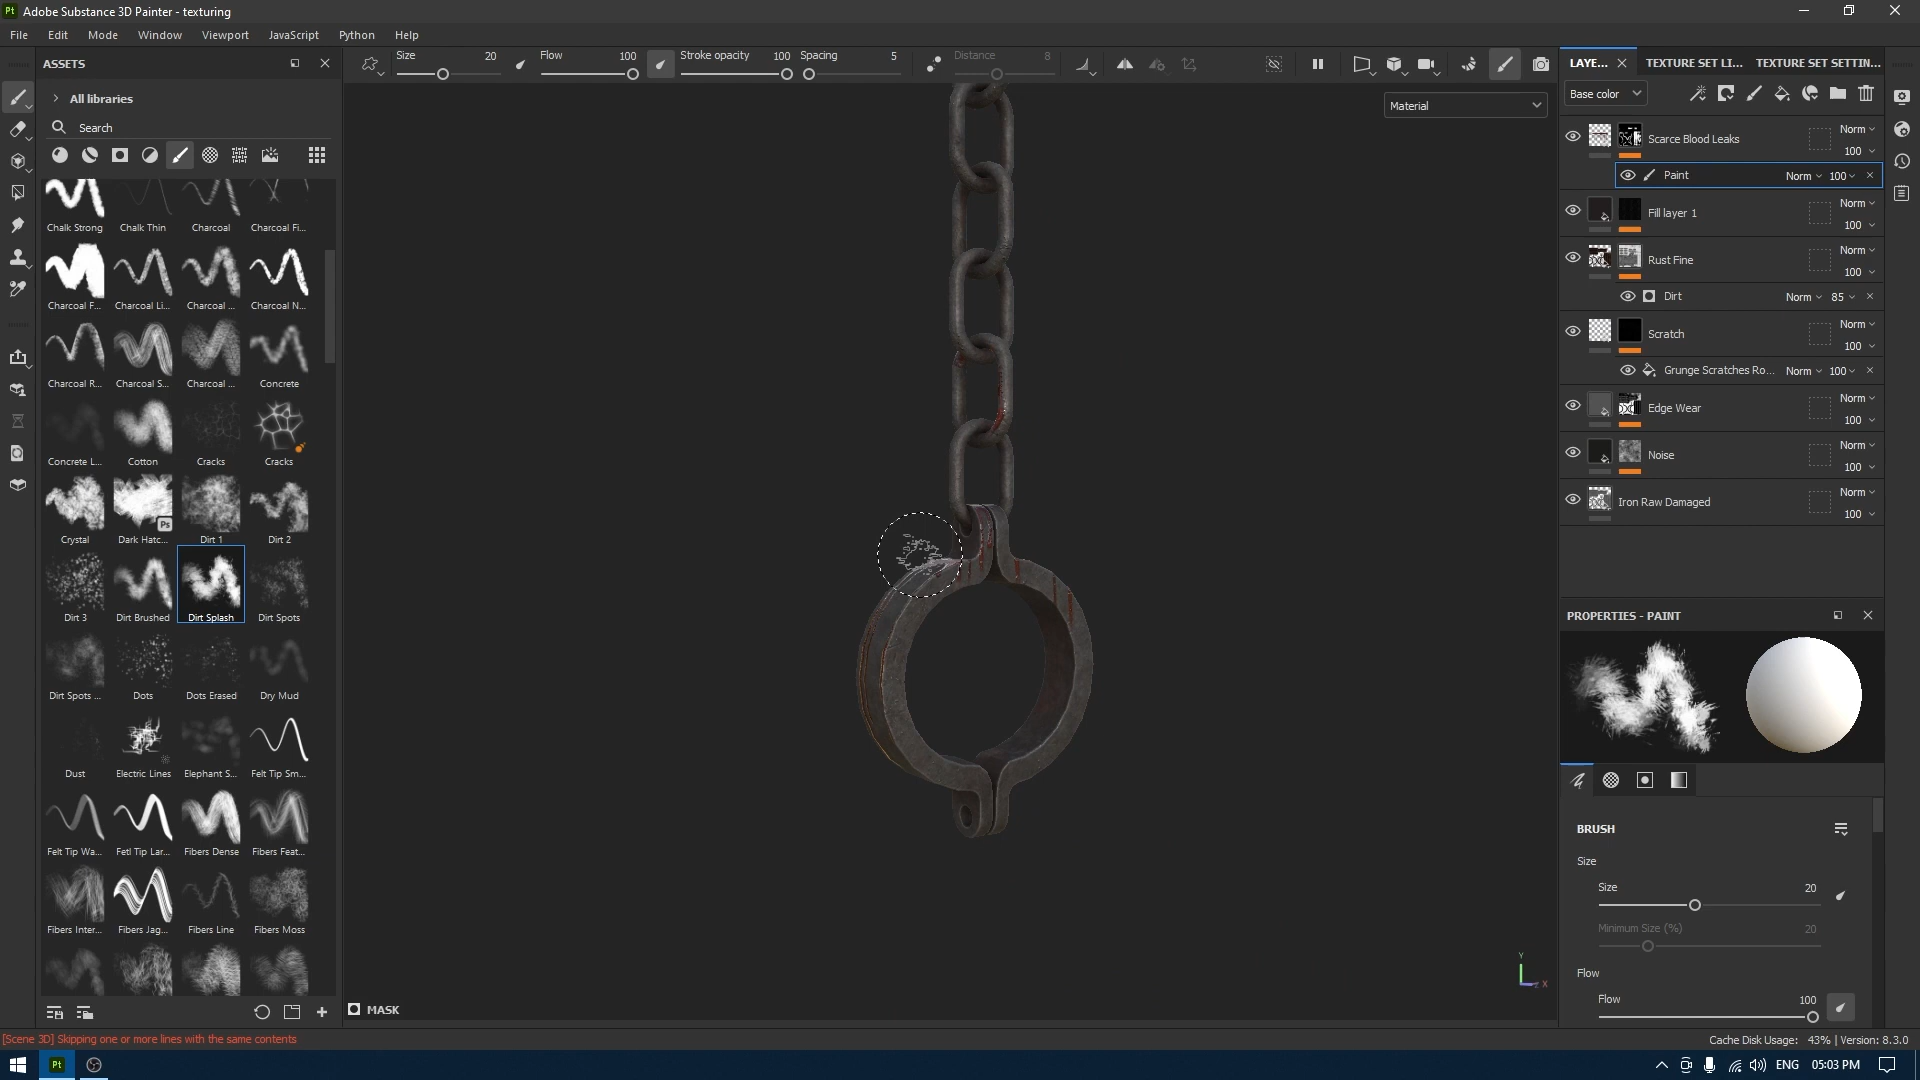 Pt Adobe Substance 3D Painter - texturing
File Edit Mode Window Viewport JavaScript Python Help
ASSETS
Size 20 Flow 100 Stroke opacity 100 Spacing 5 Distance 8
All libraries
Search
Material
Chalk Strong Chalk Thin Charcoal Charcoal Fi...
Charcoal F... Charcoal Li... Charcoal ... Charcoal N...
Charcoal R... Charcoal S... Charcoal ... Concrete
Concrete L... Cotton Cracks Cracks
Ps
Crystal Dark Hatc... Dirt 1 Dirt 2
Dirt 3 Dirt Brushed Dirt Splash Dirt Spots
Dirt Spots ... Dots Dots Erased Dry Mud
Dust Electric Lines Elephant S... Felt Tip Sm...
Felt Tip Wa... Fetl Tip Lar... Fibers Dense Fibers Feat...
Fibers Inter... Fibers Jag... Fibers Line Fibers Moss
MASK
Y
X
LAYE... TEXTURE SET LI... TEXTURE SET SETTIN...
Base color
Scarce Blood Leaks Norm 100
Paint Norm 100
Fill layer 1 Norm 100
Rust Fine Norm 100
Dirt Norm 85
Scratch Norm 100
Grunge Scratches Ro... Norm 100
Edge Wear Norm 100
Noise Norm 100
Iron Raw Damaged Norm 100
PROPERTIES - PAINT
BRUSH
Size
Size 20
Minimum Size (%) 20
Flow
Flow 100
[Scene 3D] Skipping one or more lines with the same contents
Cache Disk Usage: 43% | Version: 8.3.0
Pt
ENG 05:03 PM